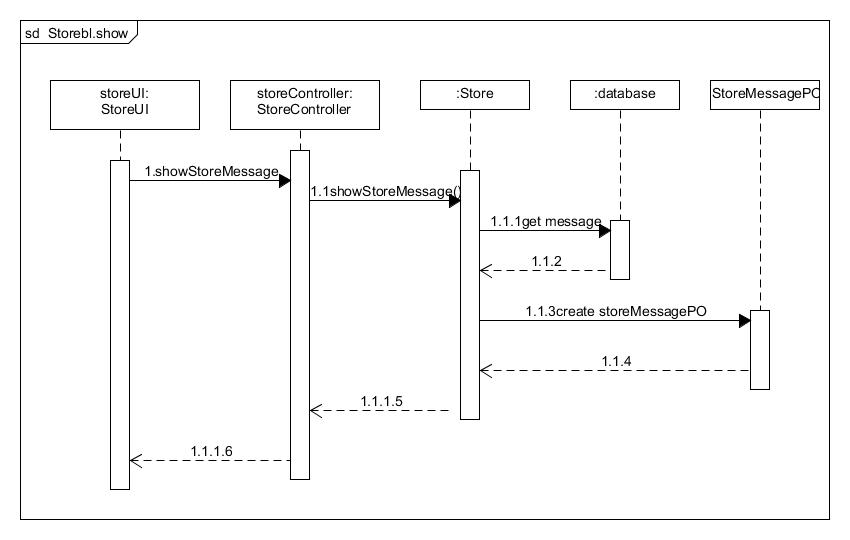 sd Storebl.show
storeUI:
StoreUI
storeController:
StoreController
:Store
:database
StoreMessagePO
1.showStoreMessage
1.1showStoreMessage()
1.1.1get message
1.1.2
1.1.3create storeMessagePO
1.1.4
1.1.1.5
1.1.1.6